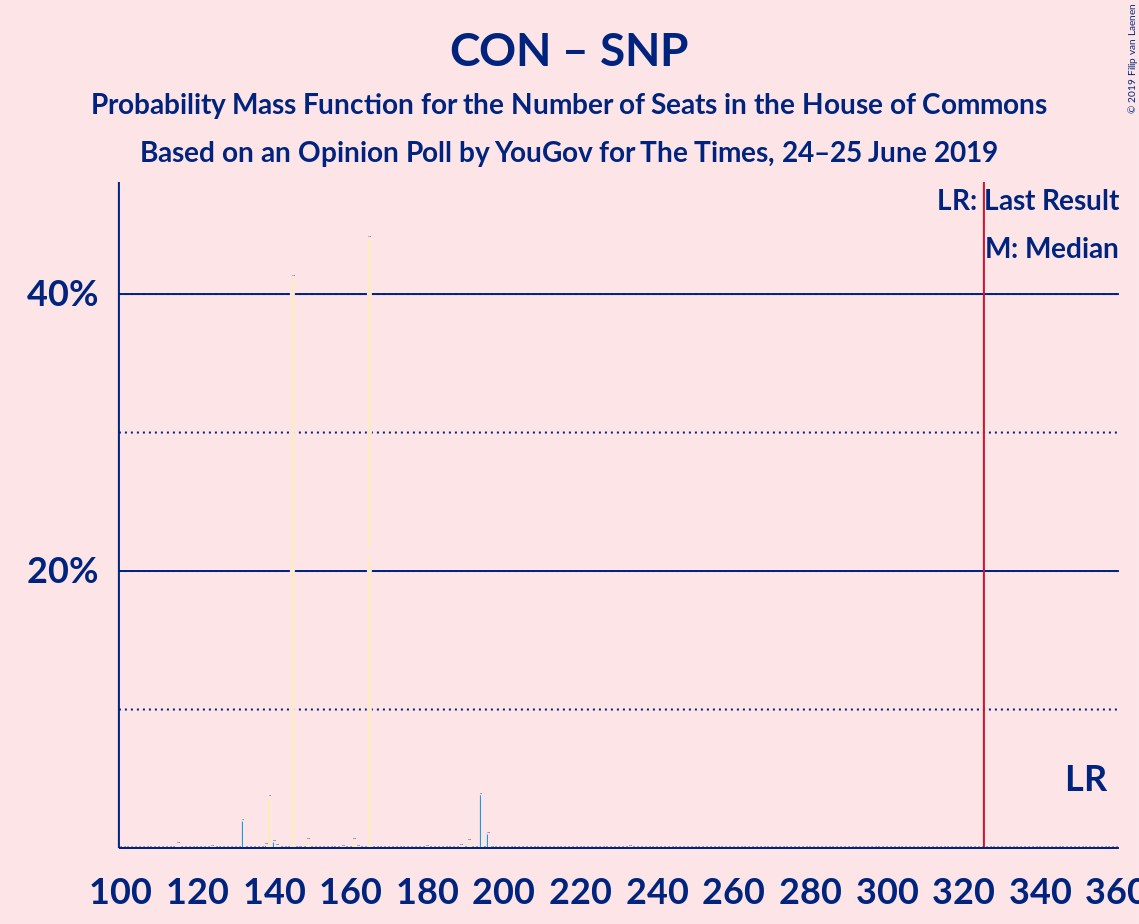 CON – SNP
Probability Mass Function for the Number of Seats in the House of Commons
Based on an Opinion Poll by YouGov for The Times, 24–25 June 2019
© 2019 Filip van Laenen
LR: Last Result
M: Median
40%
20%
LR
100 120 140 160 180 200 220 240 260 280 300 320 340 360